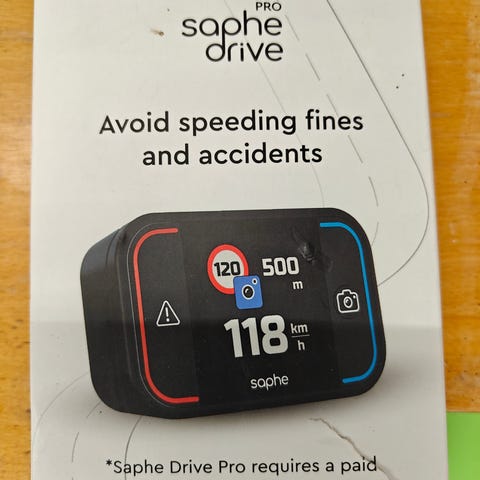 PRO
saphe
drive
Avoid speeding fines
and accidents
120 500
m
118 km
h
saphe
*Saphe Drive Pro requires a paid